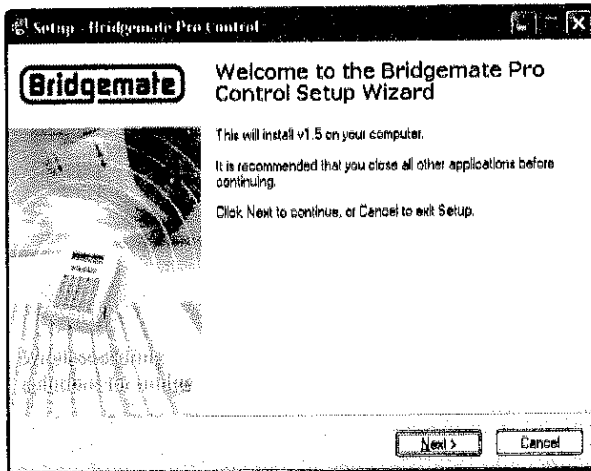 Setup - Bridgemate Pro Control
Bridgemate
Welcome to the Bridgemate Pro
Control Setup Wizard
This will install v1.5 on your computer.
It is recommended that you close all other applications before
continuing.
Click Next to continue, or Cancel to exit Setup.
for
Next >
Cancel